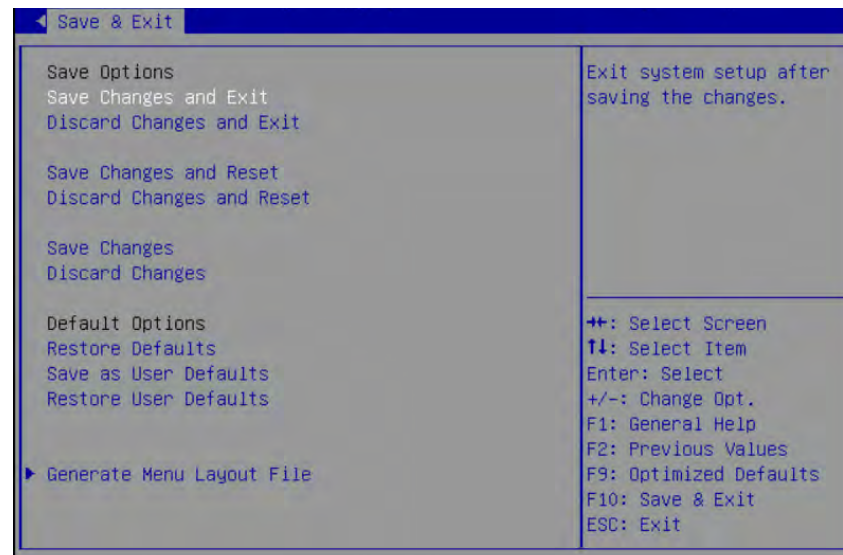 Save & Exit
Save Options
Save Changes and Exit
Discard Changes and Exit
Save Changes and Reset
Discard Changes and Reset
Save Changes
Discard Changes
Default Options
Restore Defaults
Save as User Defaults
Restore User Defaults
Generate Menu Layout File
Exit system setup after
saving the changes.
→←: Select Screen
↑↓: Select Item
Enter: Select
+/-: Change Opt.
F1: General Help
F2: Previous Values
F9: Optimized Defaults
F10: Save & Exit
ESC: Exit